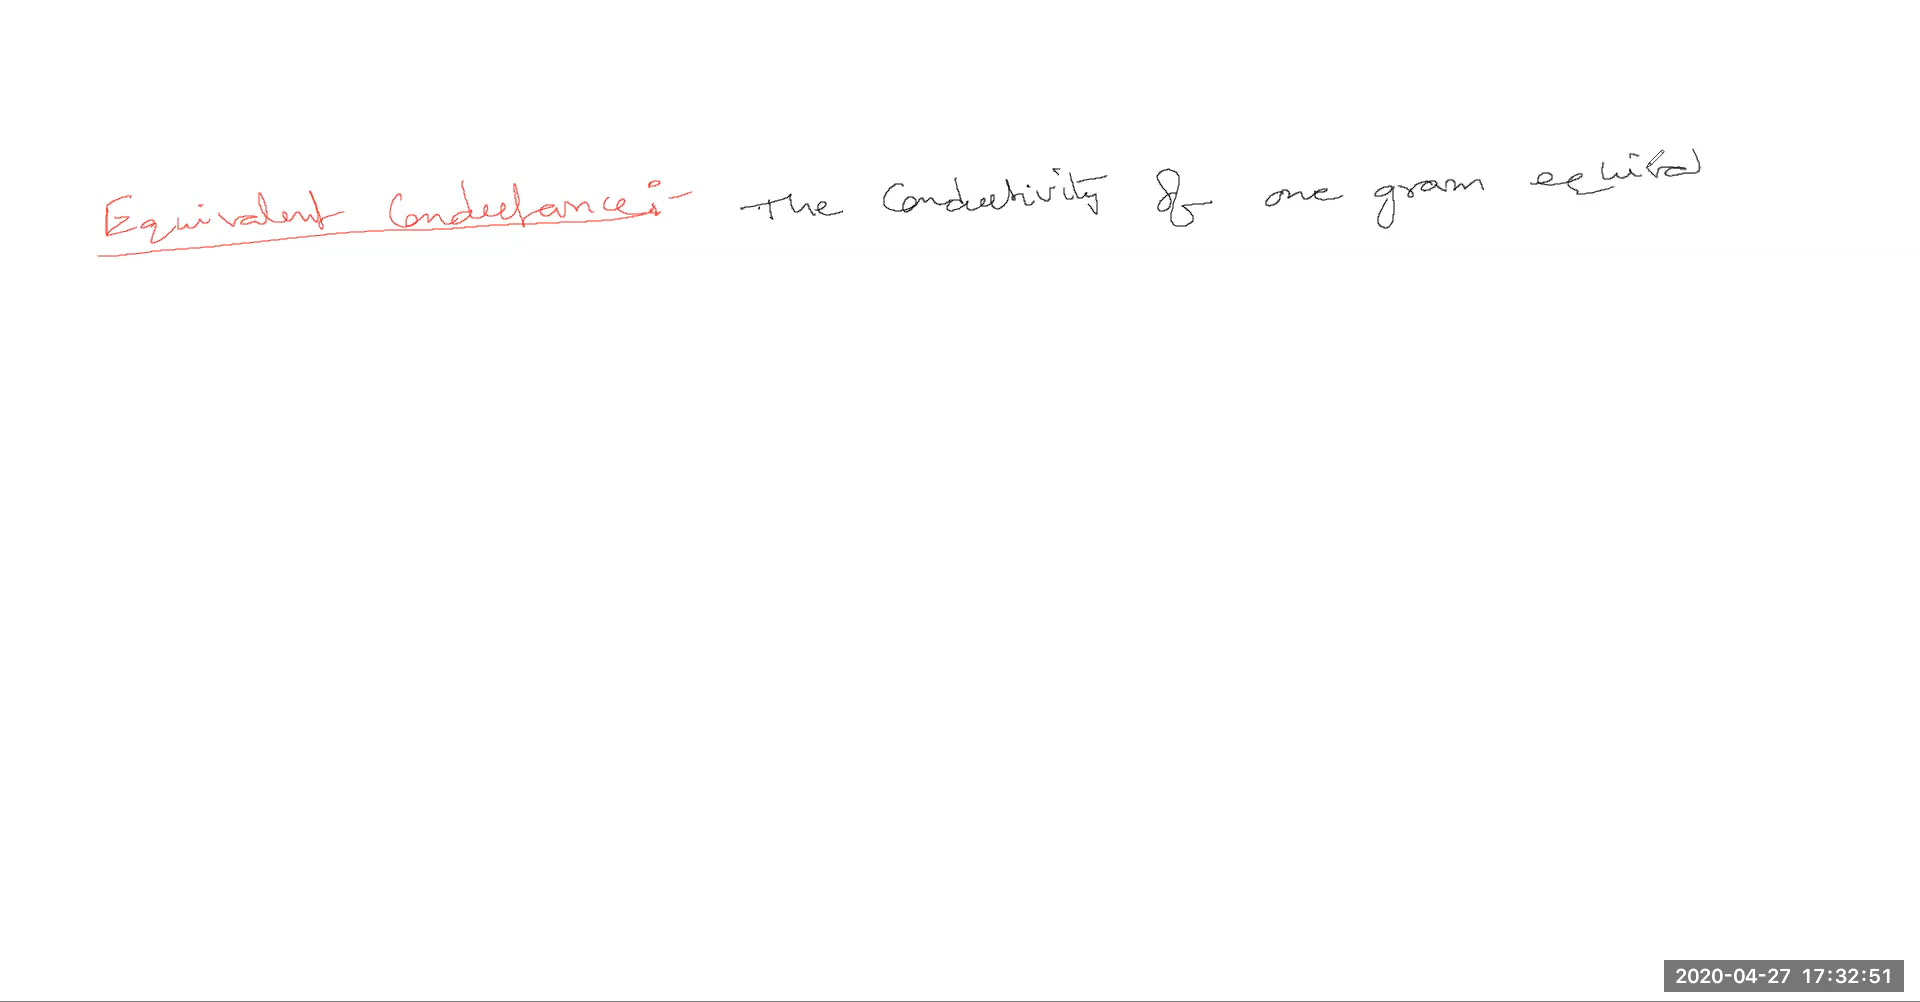 Equivalent Conductance:- The Conductivity of one gram equival
2020-04-27 17:32:51